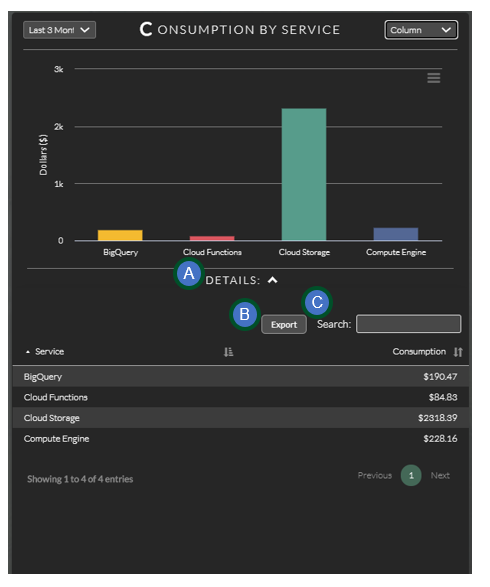 Last 3 Mont
CONSUMPTION BY SERVICE
Column
3k
2k
1k
0
Dollars ($)
BigQuery Cloud Functions Cloud Storage Compute Engine
A
DETAILS:
B
C
Export Search:
Service Consumption
BigQuery $190.47
Cloud Functions $84.83
Cloud Storage $2318.39
Compute Engine $228.16
Showing 1 to 4 of 4 entries
Previous 1 Next